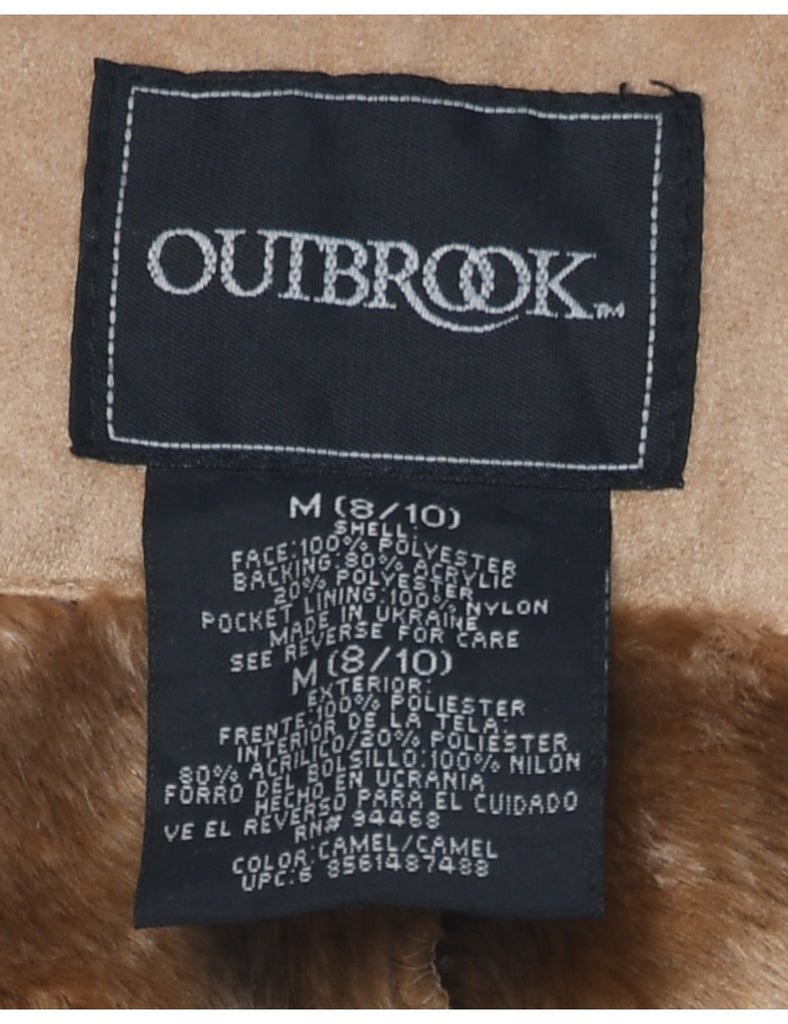 OUTBROOK™
M (8/10)
SHELL:
FACE:100% POLYESTER
BACKING:80% ACRYLIC
20% POLYESTER
POCKET LINING:100% NYLON
MADE IN UKRAINE
SEE REVERSE FOR CARE
M (8/10)
EXTERIOR:
FRENTE:100% POLIESTER
INTERIOR DE LA TELA:
80% ACRILICO/20% POLIESTER
FORRO DEL BOLSILLO:100% NILON
HECHO EN UCRANIA
VE EL REVERSO PARA EL CUIDADO
RN# 94468
COLOR:CAMEL/CAMEL
UPC:6 8561487488